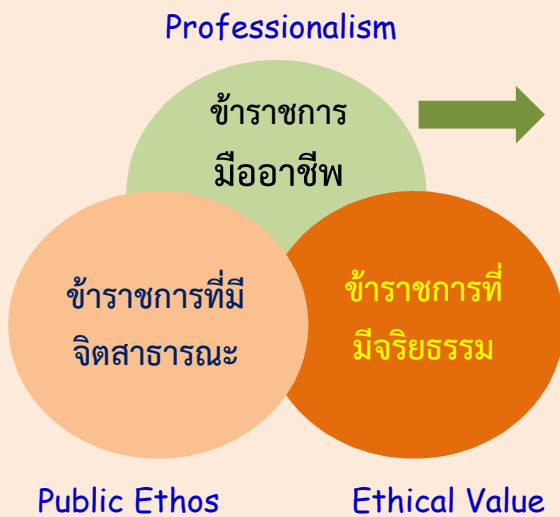 Professionalism
ข้าราชการ
มืออาชีพ
ข้าราชการที่มี
จิตสาธารณะ
ข้าราชการที่
มีจริยธรรม
Public Ethos
Ethical Value